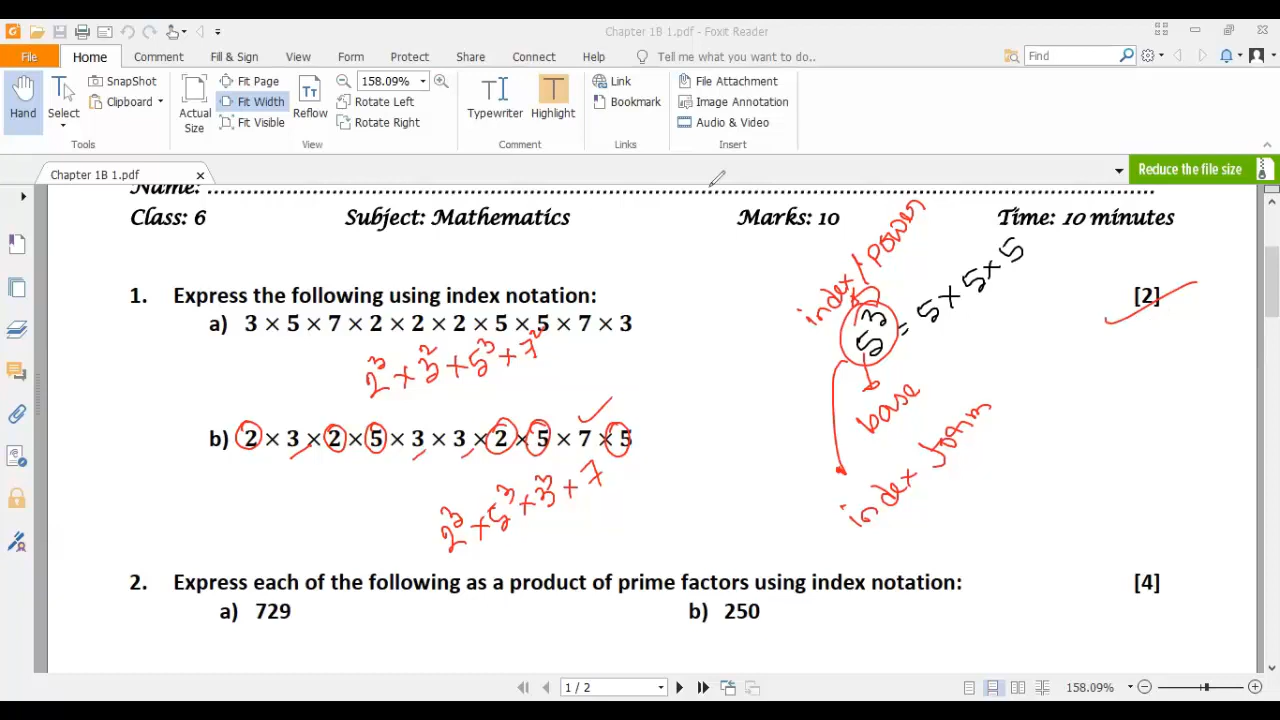 Chapter 1B 1.pdf - Foxit Reader
File Home Comment Fill & Sign View Form Protect Share Connect Help Tell me what you want to do.. Find
SnapShot Fit Page 158.09% Link File Attachment
Hand Select Clipboard Actual Size Fit Width Reflow Rotate Left Typewriter Highlight Bookmark Image Annotation
Fit Visible Rotate Right Audio & Video
Tools View Comment Links Insert
Chapter 1B 1.pdf Reduce the file size
Name:
Class: 6 Subject: Mathematics Marks: 10 Time: 10 minutes
index / power
1. Express the following using index notation: [2]
a) 3 × 5 × 7 × 2 × 2 × 2 × 5 × 5 × 7 × 3
5³ = 5 × 5 × 5
2³ × 3² × 5³ × 7²
base
b) 2 × 3 × 2 × 5 × 3 × 3 × 2 × 5 × 7 × 5
index form
2³ × 5³ × 3³ × 7
2. Express each of the following as a product of prime factors using index notation: [4]
a) 729 b) 250
1 / 2 158.09%